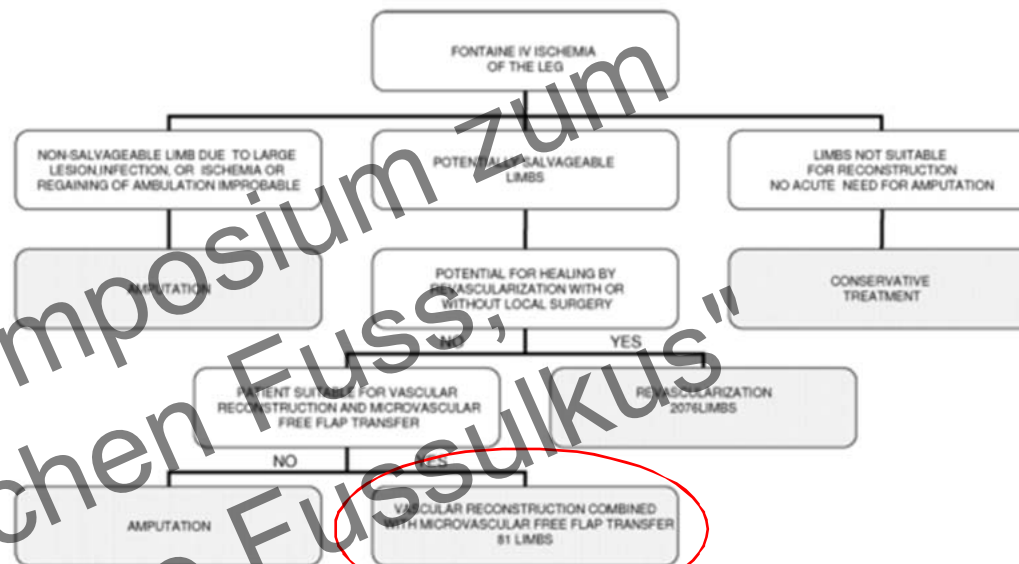 FONTAINE IV ISCHEMIA
OF THE LEG
NON-SALVAGEABLE LIMB DUE TO LARGE
LESION,INFECTION, OR ISCHEMIA OR
REGAINING OF AMBULATION IMPROBABLE
POTENTIALLY SALVAGEABLE
LIMBS
LIMBS NOT SUITABLE
FOR RECONSTRUCTION
NO ACUTE NEED FOR AMPUTATION
AMPUTATION
POTENTIAL FOR HEALING BY
REVASCULARIZATION WITH OR
WITHOUT LOCAL SURGERY
CONSERVATIVE
TREATMENT
NO YES
PATIENT SUITABLE FOR VASCULAR
RECONSTRUCTION AND MICROVASCULAR
FREE FLAP TRANSFER
REVASCULARIZATION
2076LIMBS
NO YES
AMPUTATION
VASCULAR RECONSTRUCTION COMBINED
WITH MICROVASCULAR FREE FLAP TRANSFER
81 LIMBS
mposium zum
chen Fuss,
n Fussulkus"